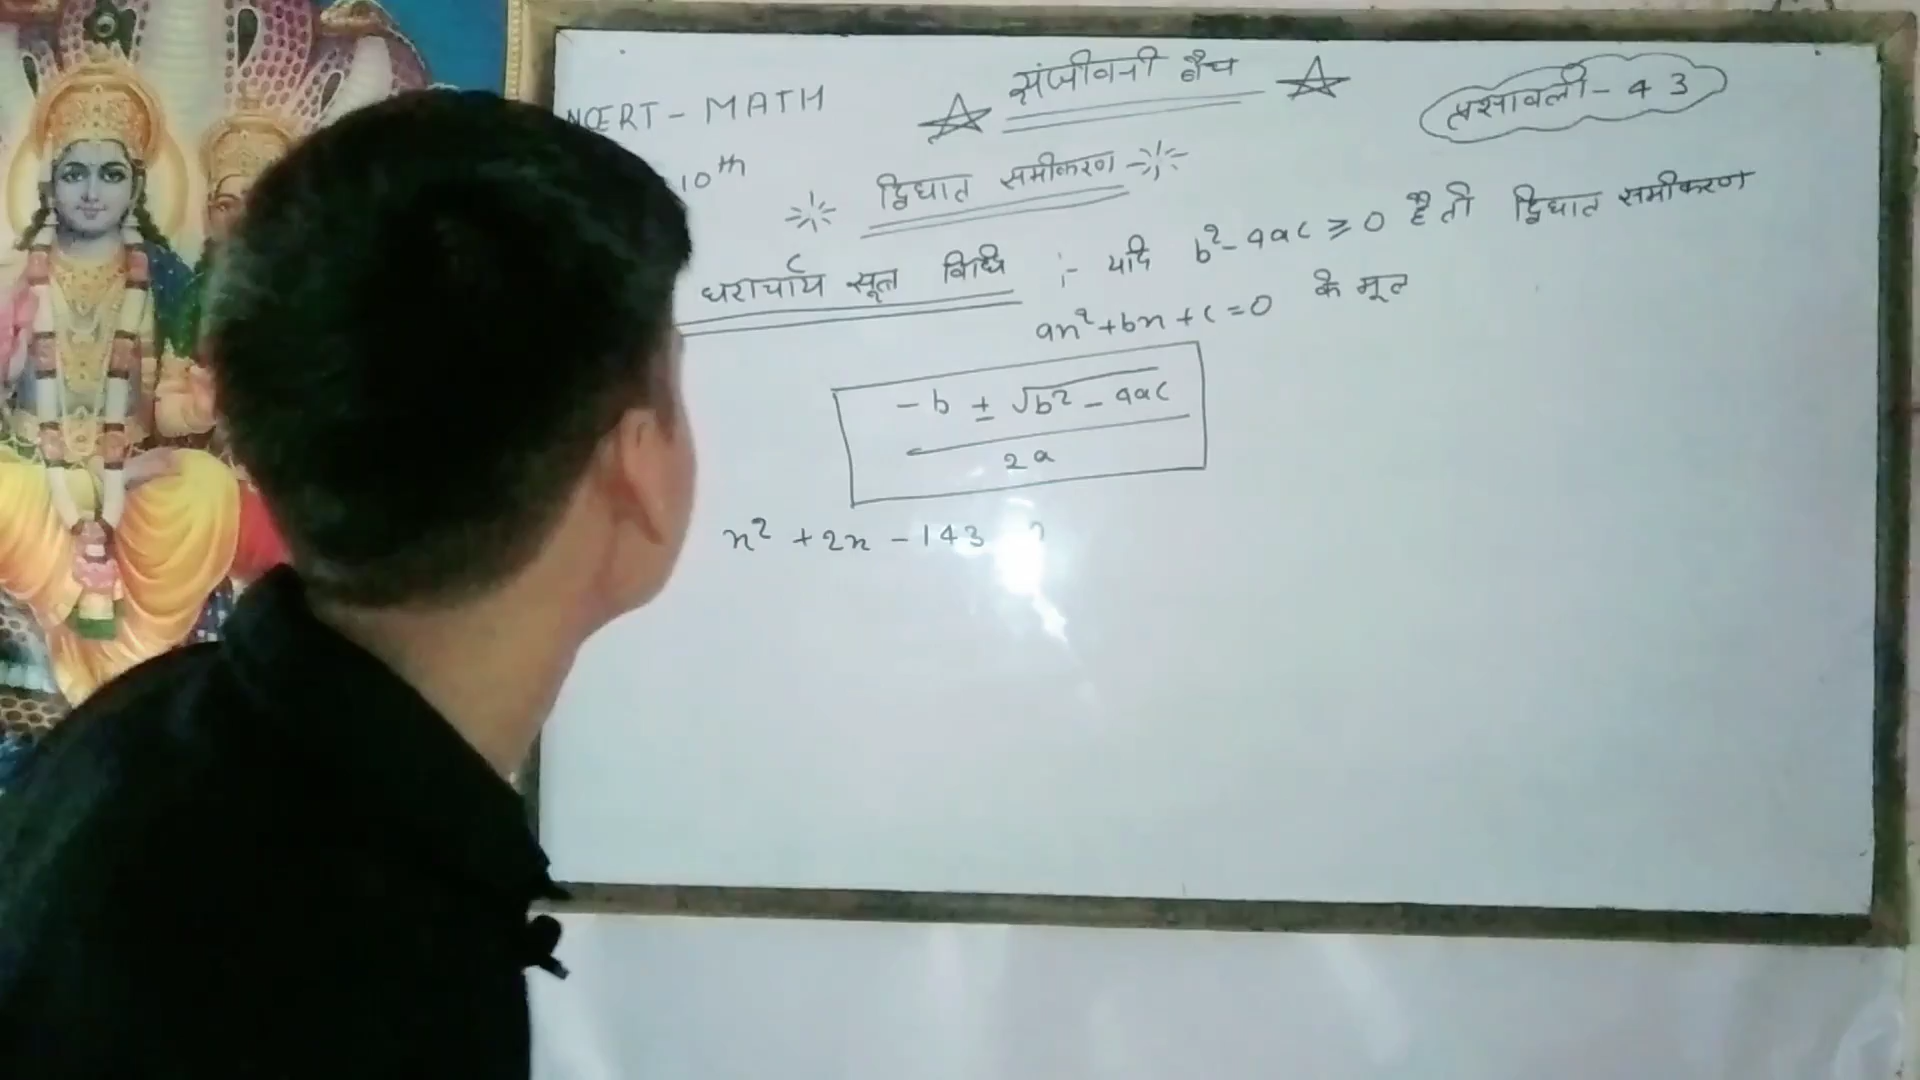 NCERT - MATH
☆ संजीवनी बैच ☆
प्रश्नावली - 4 3
10th
द्विघात समीकरण
धराचार्य सूत्र विधि :- यदि b² - 4ac ≥ 0 है तो द्विघात समीकरण
ax² + bx + c = 0 के मूल
-b ± √b² - 4ac
2a
x² + 2x - 143